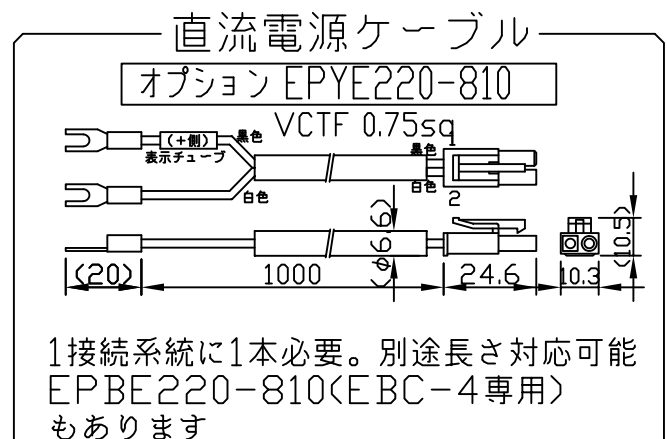 直流電源ケーブル
オプション EPYE220-810
VCTF 0.75sq
(+側)
黒色
表示チューブ
黒色
1
白色
白色
2
(φ6.6)
(10.5)
(20)
1000
24.6
10.3
1接続系統に1本必要。別途長さ対応可能
EPBE220-810(EBC-4専用)
もあります